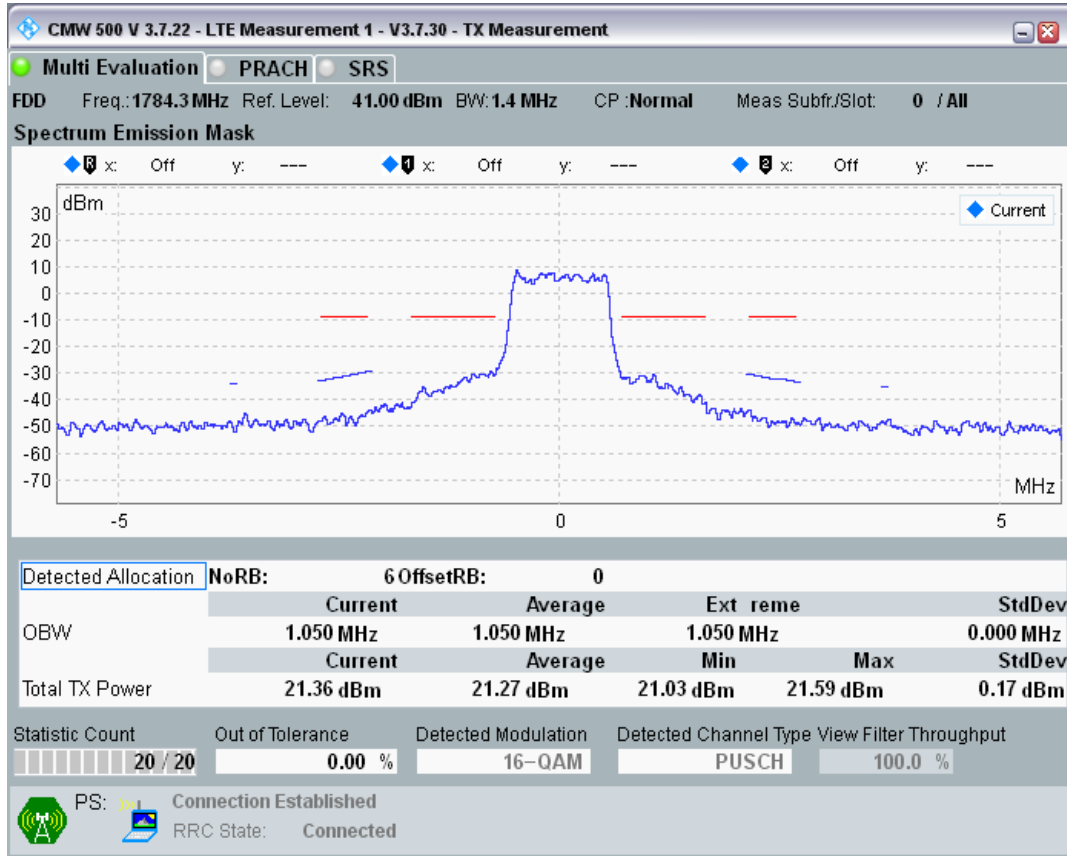 CMW 500 V 3.7.22 - LTE Measurement 1 - V3.7.30 - TX Measurement
Multi Evaluation PRACH SRS
FDD Freq.: 1784.3 MHz Ref. Level: 41.00 dBm BW: 1.4 MHz CP :Normal Meas Subfr./Slot: 0 / All
Spectrum Emission Mask
R x: Off y: --- 1 x: Off y: --- 2 x: Off y: ---
dBm
Current
30
20
10
0
-10
-20
-30
-40
-50
-60
-70
MHz
-5 0 5
Detected Allocation NoRB: 6 OffsetRB: 0
Current Average Ext reme StdDev
OBW 1.050 MHz 1.050 MHz 1.050 MHz 0.000 MHz
Current Average Min Max StdDev
Total TX Power 21.36 dBm 21.27 dBm 21.03 dBm 21.59 dBm 0.17 dBm
Statistic Count Out of Tolerance Detected Modulation Detected Channel Type View Filter Throughput
20 / 20 0.00 % 16-QAM PUSCH 100.0 %
PS: Connection Established
RRC State: Connected